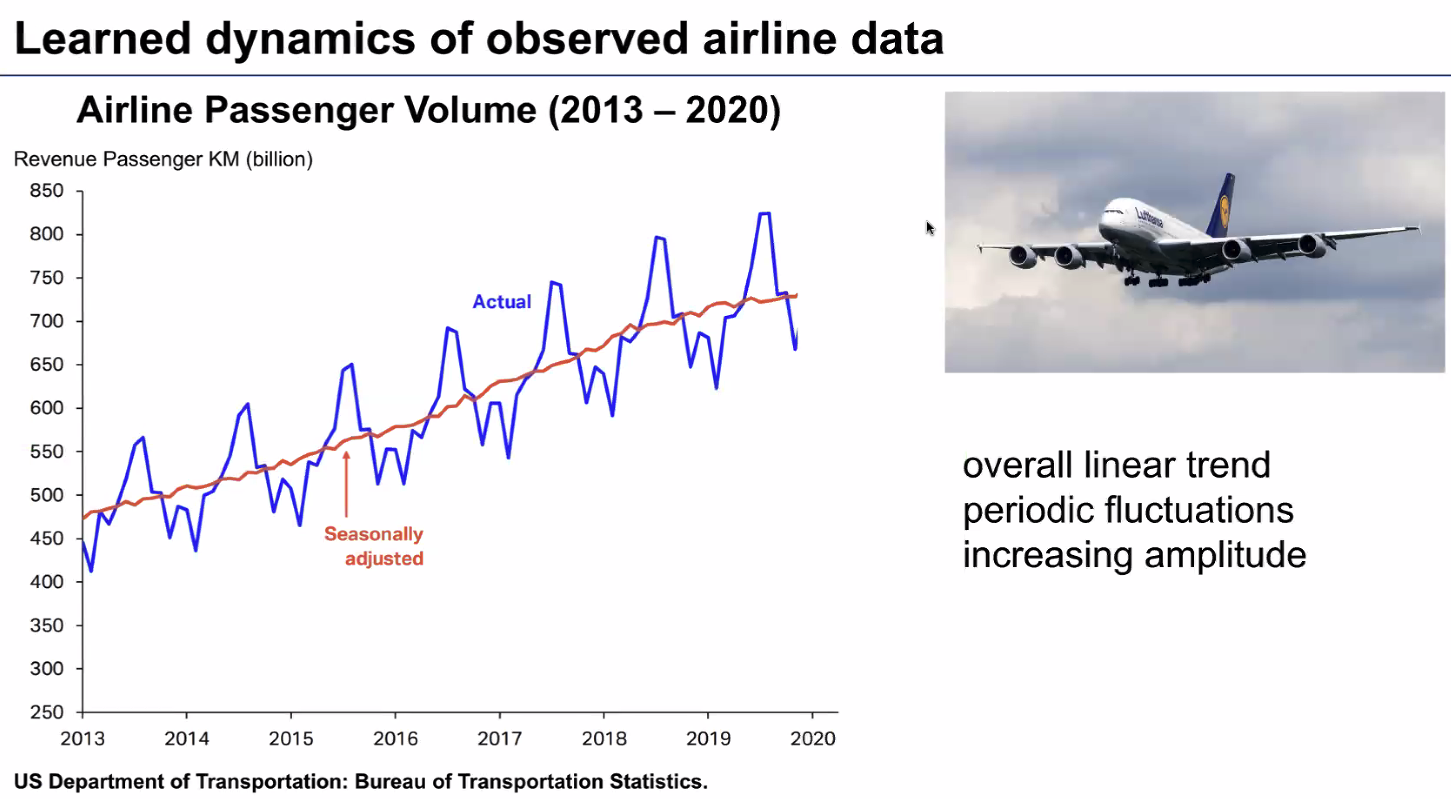 Learned dynamics of observed airline data
Airline Passenger Volume (2013 – 2020)
Revenue Passenger KM (billion)
850
800
750
700
650
600
550
500
450
400
350
300
250
2013 2014 2015 2016 2017 2018 2019 2020
Actual
Seasonally
adjusted
US Department of Transportation: Bureau of Transportation Statistics.
Lufthansa
overall linear trend
periodic fluctuations
increasing amplitude